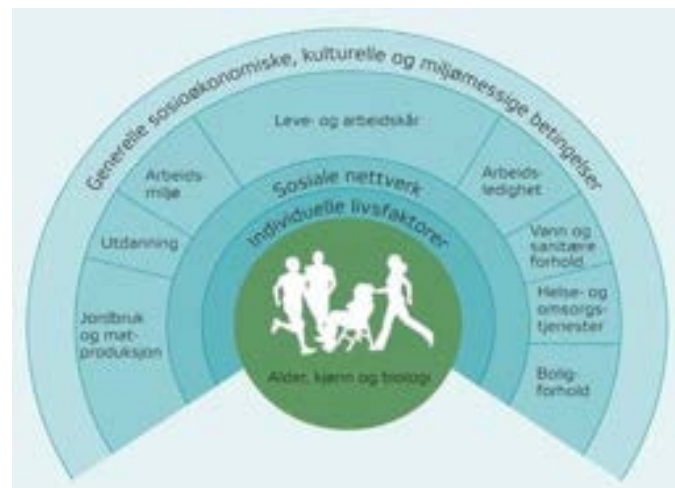 Generelle sosioøkonomiske, kulturelle og miljømessige betingelser
Leve- og arbeidskår
Arbeids-
miljø
Utdanning
Jordbruk
og mat-
produksjon
Arbeids-
ledighet
Vann og
sanitære
forhold
Helse- og
omsorgs-
tjenester
Bolig-
forhold
Sosiale nettverk
Individuelle livsfaktorer
Alder, kjønn og biologi